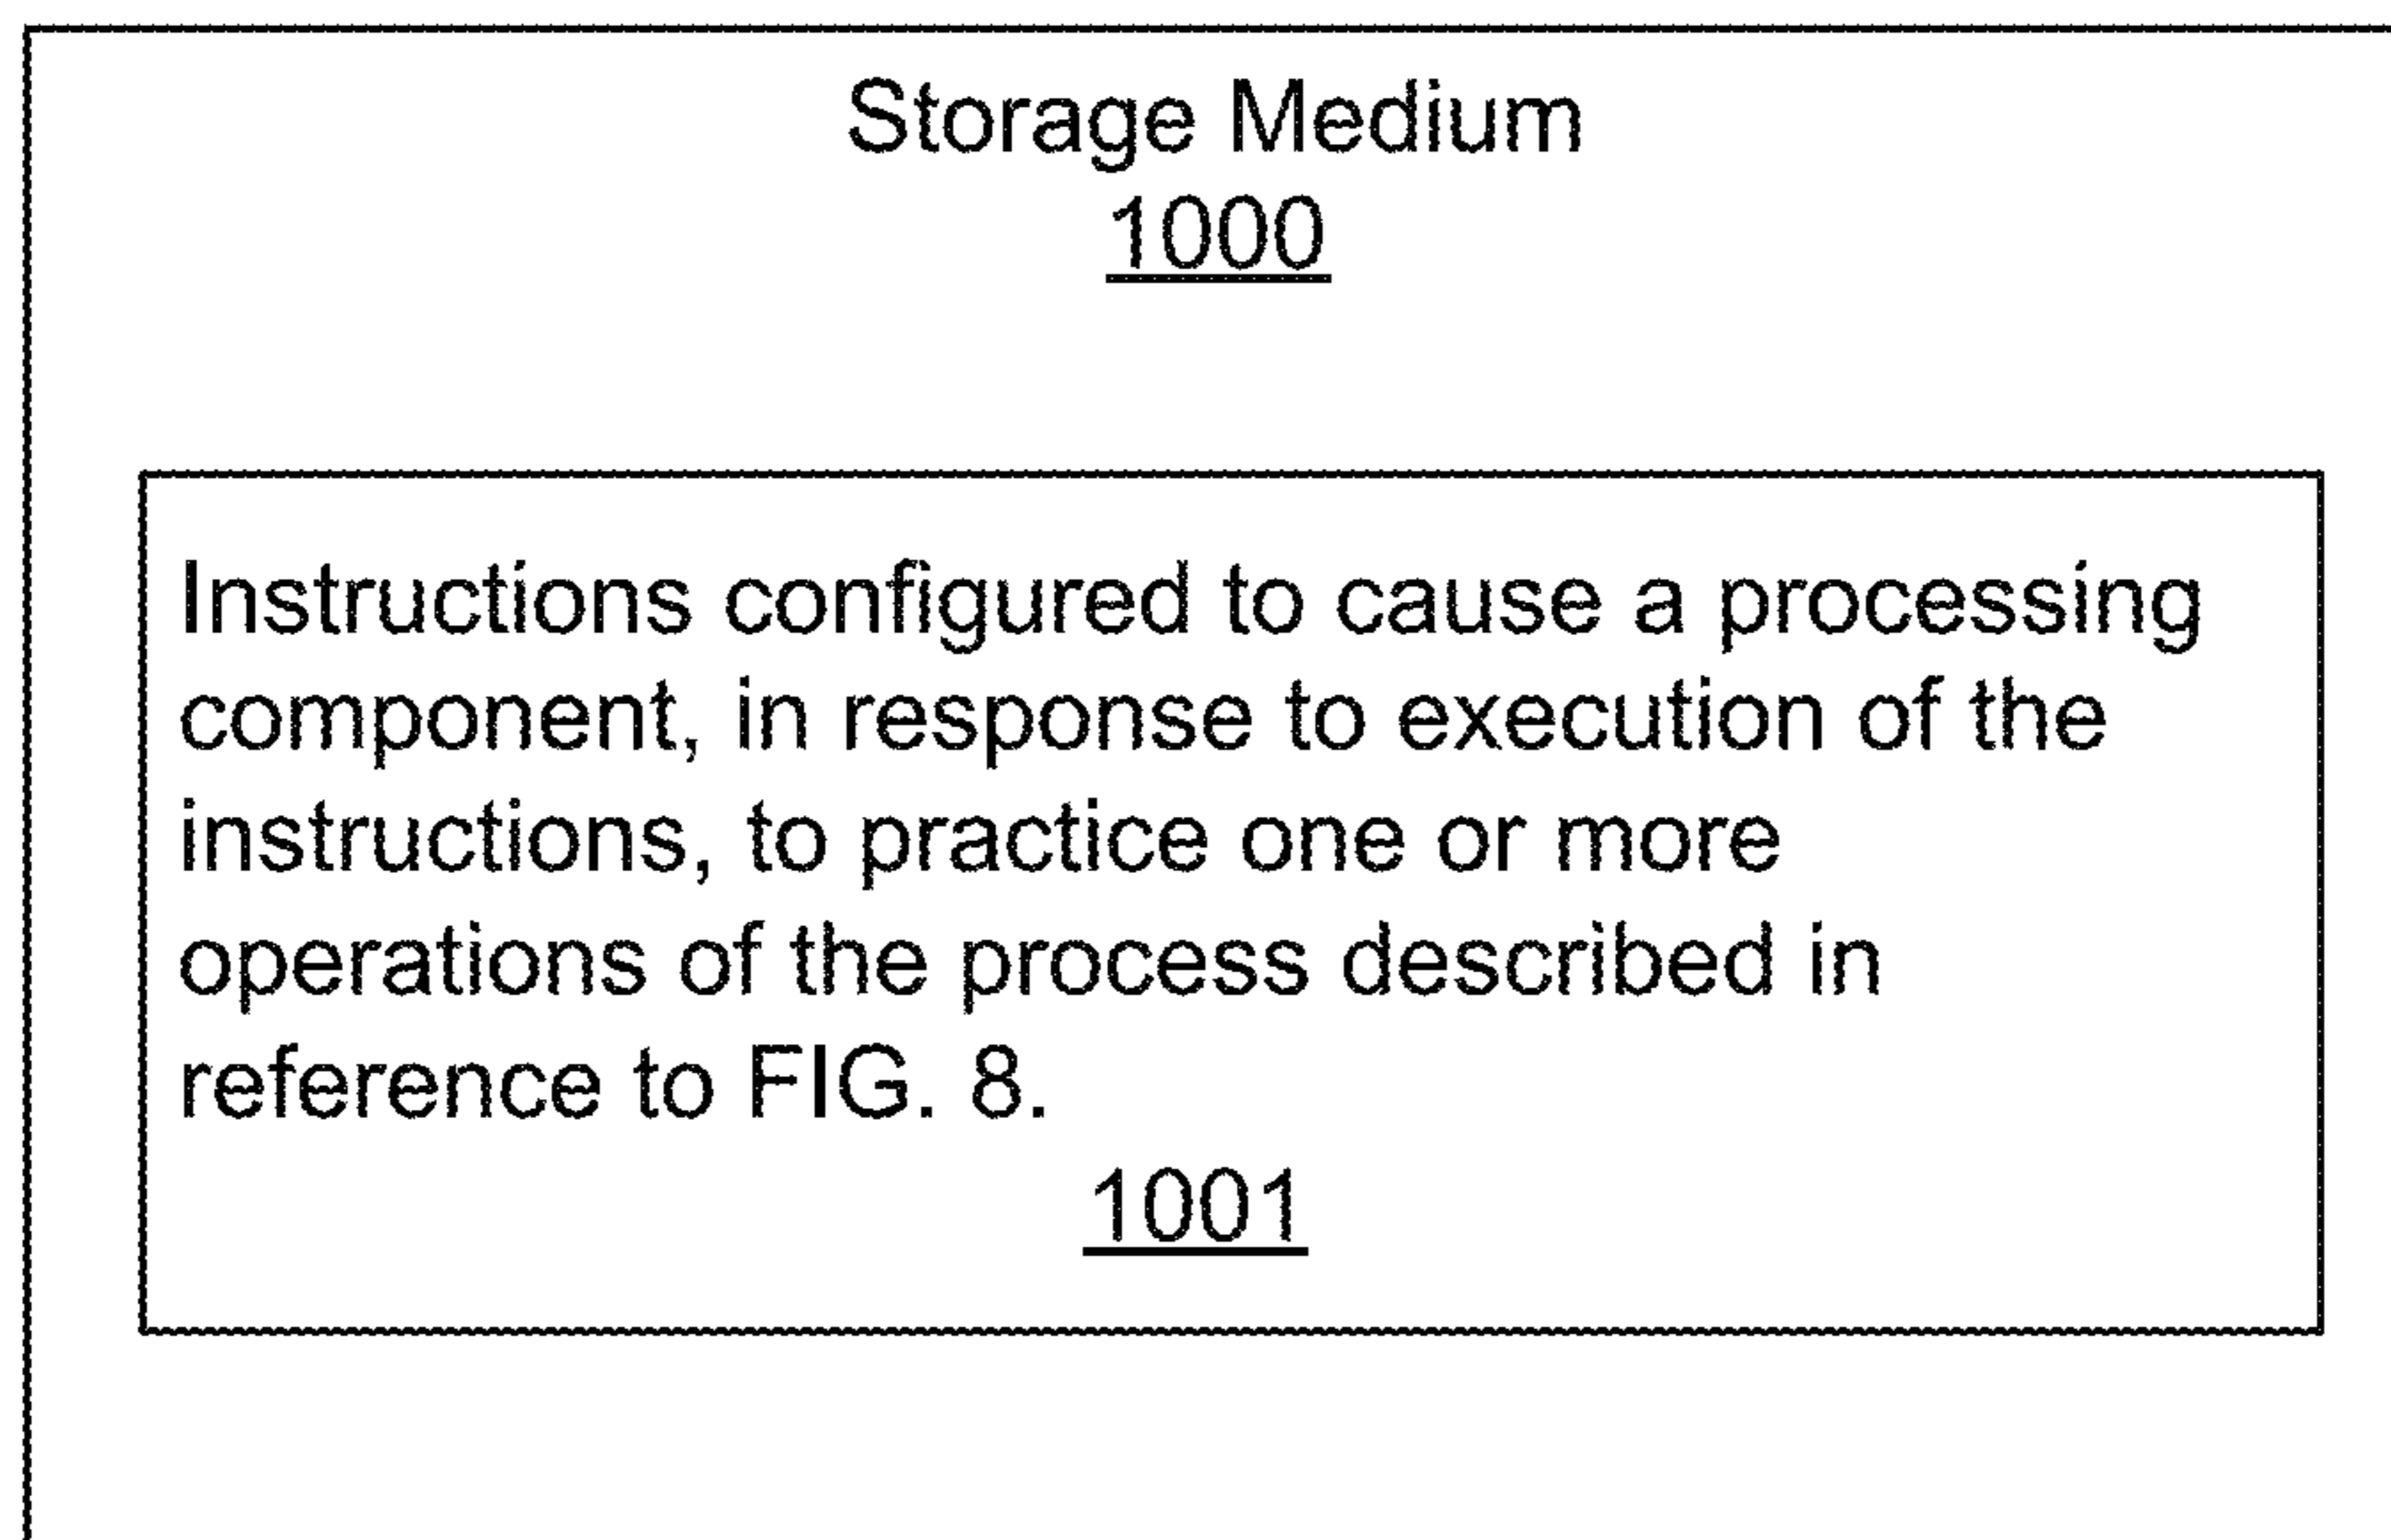 Storage Medium
1000
Instructions configured to cause a processing
component, in response to execution of the
instructions, to practice one or more
operations of the process described in
reference to FIG. 8.
1001